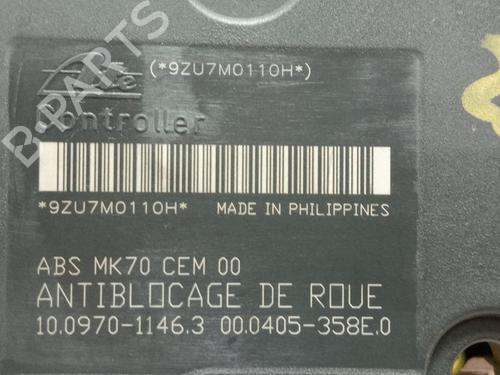 (*9ZU7M0110H*)
Controller
*9ZU7M0110H* MADE IN PHILIPPINES
ABS MK70 CEM 00
ANTIBLOCAGE DE ROUE
10.0970-1146.3 00.0405-358E.0
B-PARTS